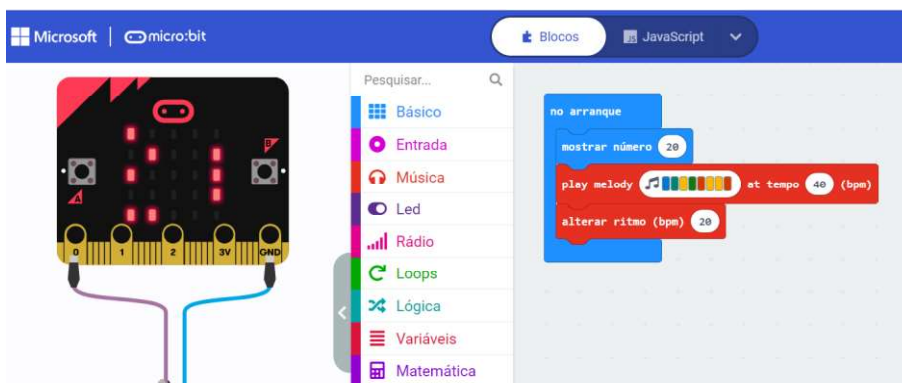 Microsoft micro:bit Blocos JS JavaScript
Pesquisar...
Básico
Entrada
Música
Led
Rádio
Loops
Lógica
Variáveis
Matemática
no arranque
mostrar número 20
play melody at tempo 40 (bpm)
alterar ritmo (bpm) 20
B
A
0 1 2 3V GND